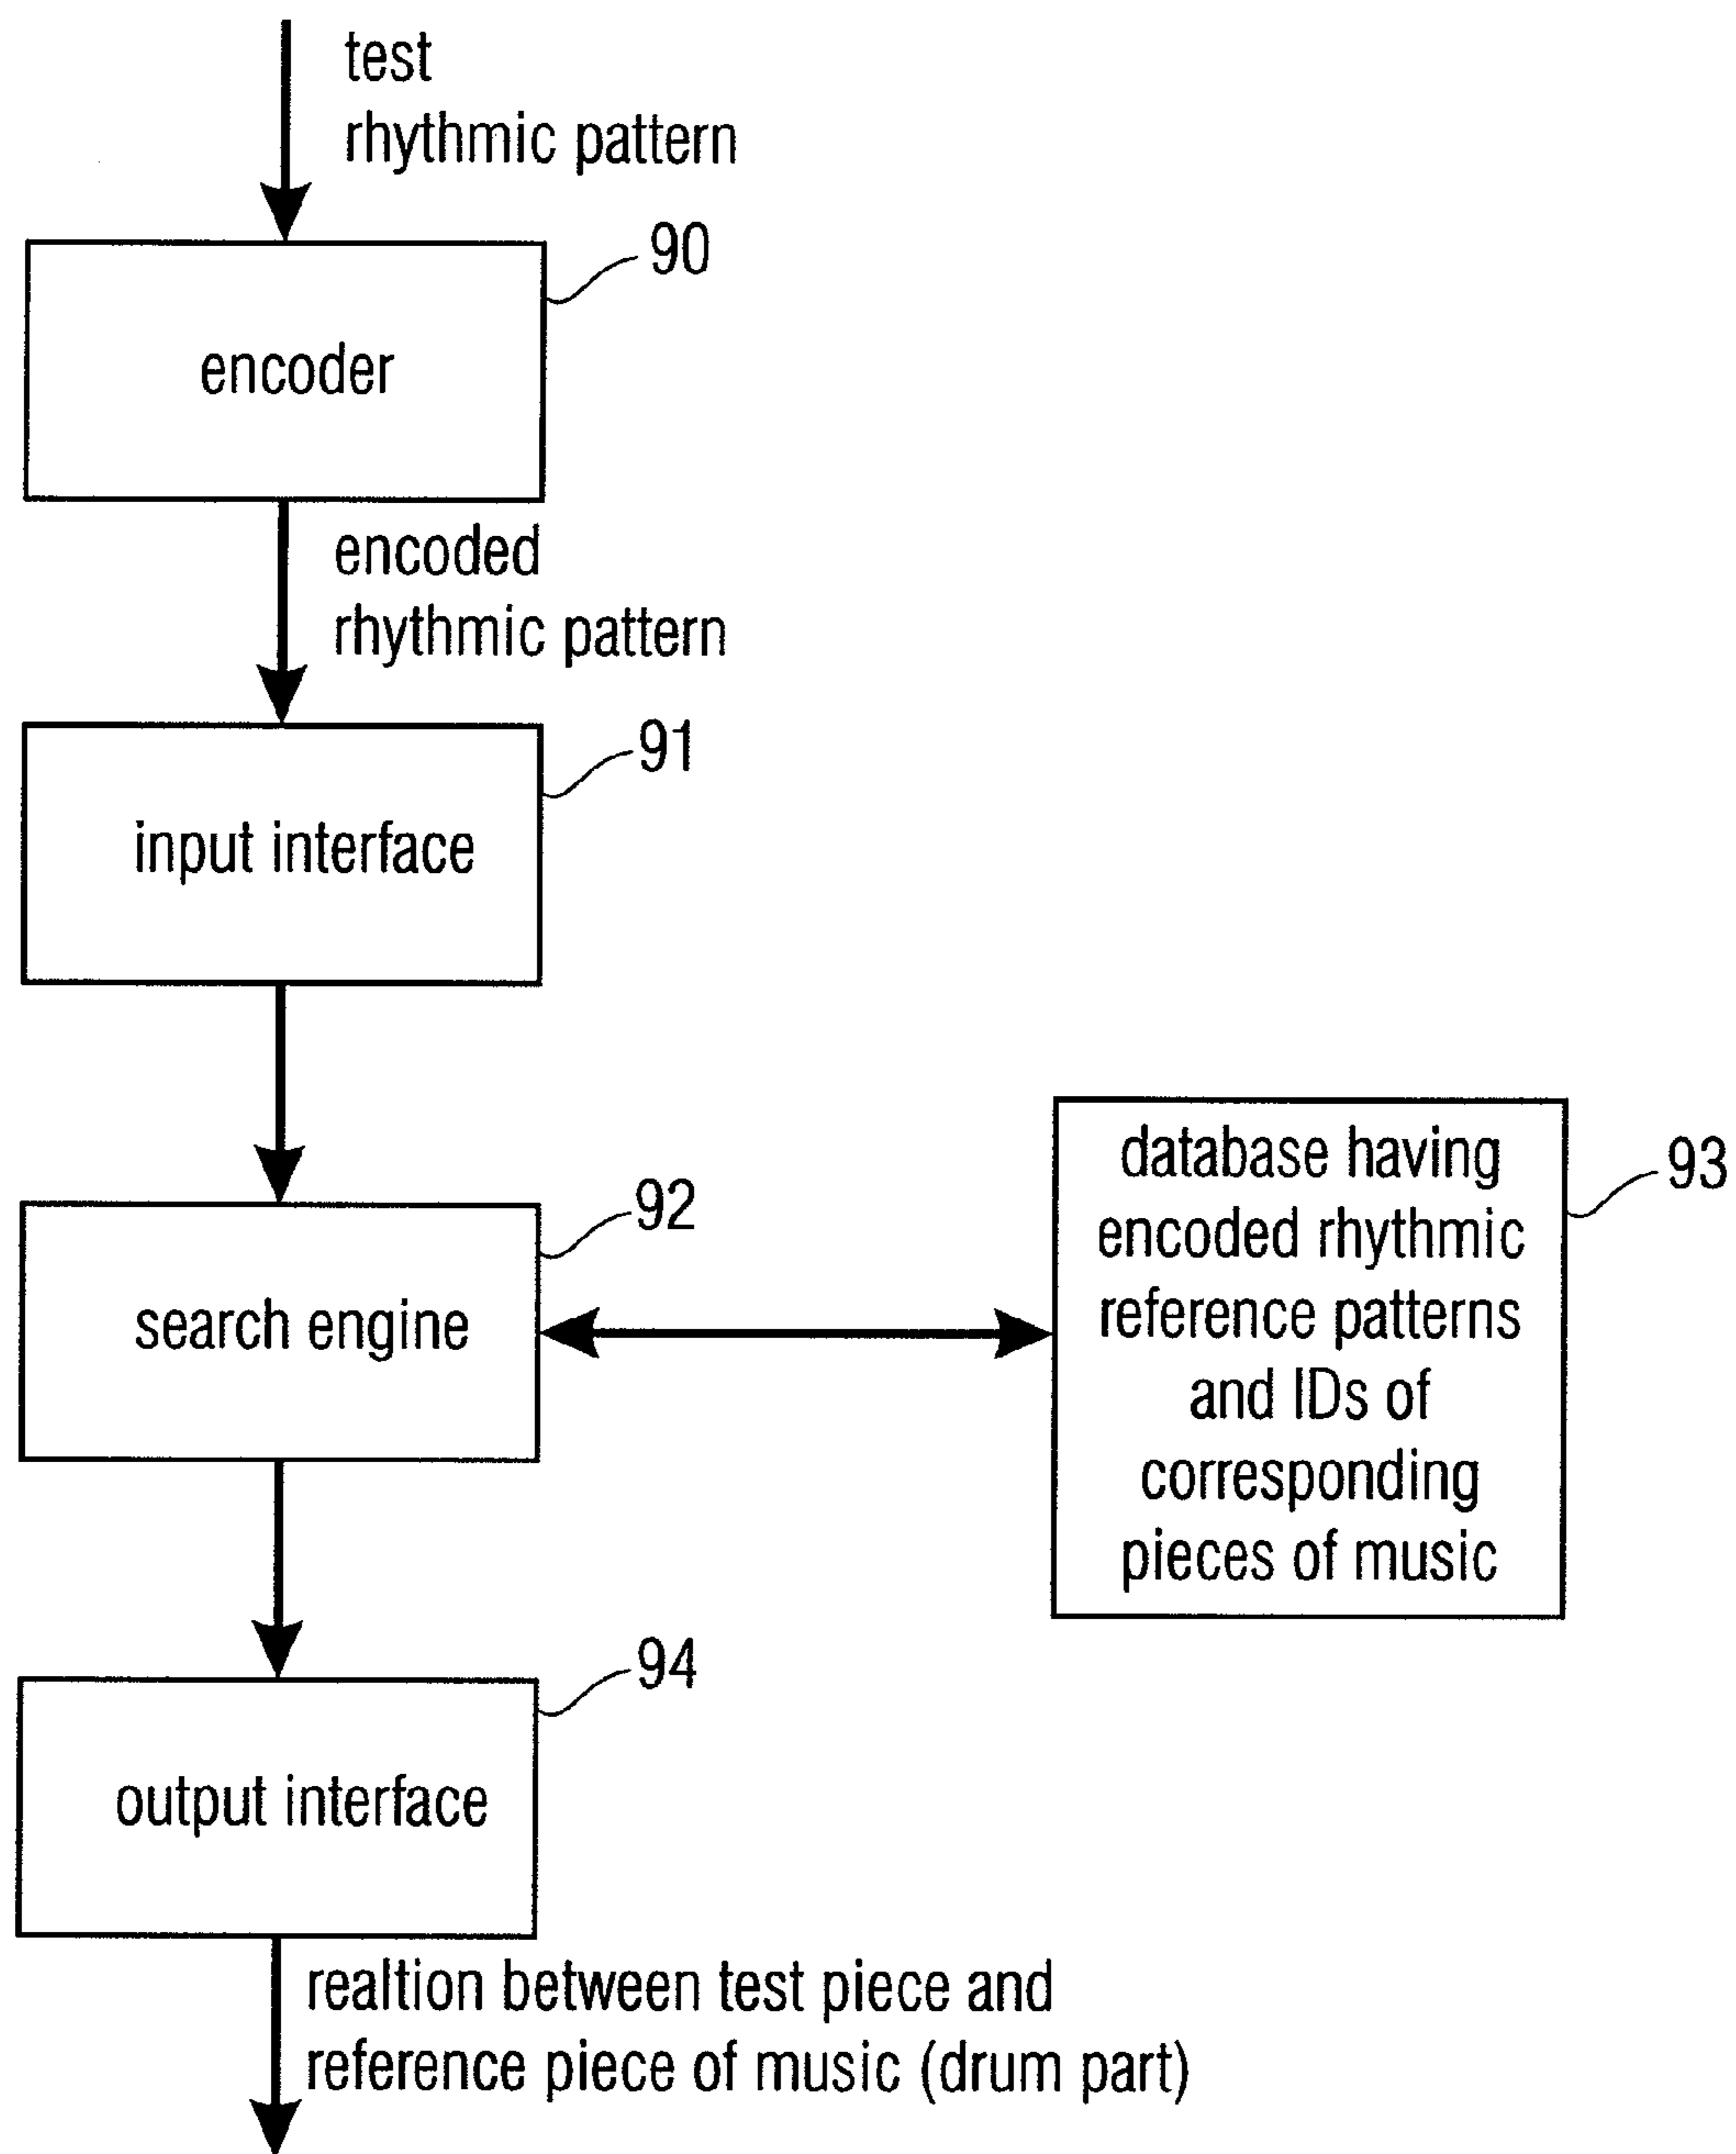 test
rhythmic pattern
90
encoder
encoded
rhythmic pattern
91
input interface
92
search engine
database having
encoded rhythmic
reference patterns
and IDs of
corresponding
pieces of music
93
94
output interface
realtion between test piece and
reference piece of music (drum part)